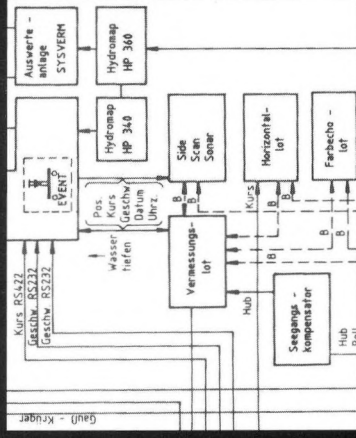 Auswerte -
anlage
SYSVERM
Hydromap
HP 360
Hydromap
HP 340
EVENT
Side
Scan
Sonar
Horizontal-
lot
Farbecho -
lot
Pos.
Kurs
Geschw.
Datum
Uhrz.
Wasser
tiefen
Vermessungs-
lot
Kurs
B
B
B
B
B
B
B
B
Hub
Seegangs -
kompensator
Hub
Kurs RS422
Geschw. RS232
Geschw. RS232
Gauß - Krüger